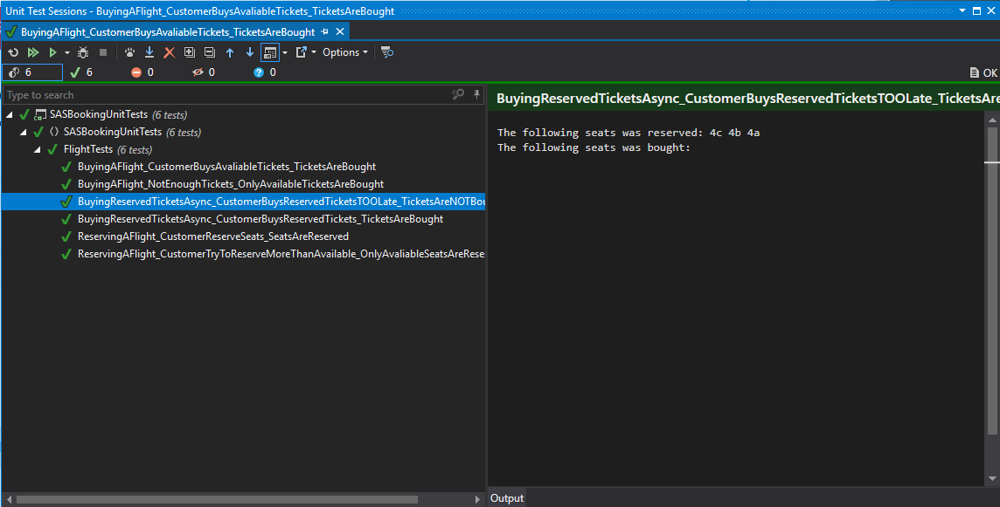 Unit Test Sessions - BuyingAFlight_CustomerBuysAvaliableTickets_TicketsAreBought
BuyingAFlight_CustomerBuysAvaliableTickets_TicketsAreBought
Options
6 6 0 0 0 OK
Type to search
SASBookingUnitTests (6 tests)
SASBookingUnitTests (6 tests)
FlightTests (6 tests)
BuyingAFlight_CustomerBuysAvaliableTickets_TicketsAreBought
BuyingAFlight_NotEnoughTickets_OnlyAvailableTicketsAreBought
BuyingReservedTicketsAsync_CustomerBuysReservedTicketsTOOLate_TicketsAreNOTBou
BuyingReservedTicketsAsync_CustomerBuysReservedTickets_TicketsAreBought
ReservingAFlight_CustomerReserveSeats_SeatsAreReserved
ReservingAFlight_CustomerTryToReserveMoreThanAvailable_OnlyAvaliableSeatsAreRese
BuyingReservedTicketsAsync_CustomerBuysReservedTicketsTOOLate_TicketsAre
The following seats was reserved: 4c 4b 4a
The following seats was bought:
Output